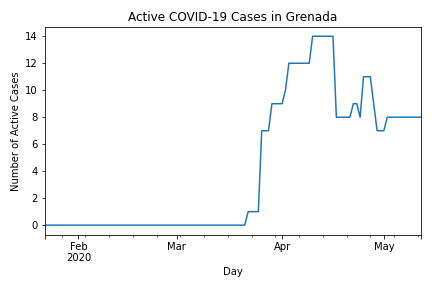 Active COVID-19 Cases in Grenada
Number of Active Cases
14
12
10
8
6
4
2
0
Feb
2020
Mar
Apr
May
Day